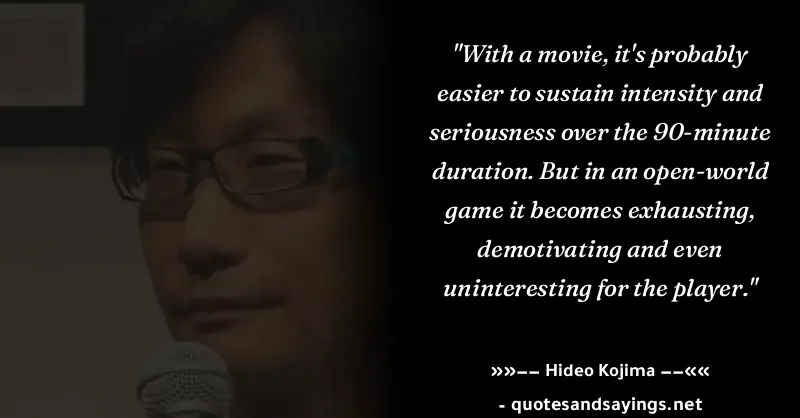 "With a movie, it's probably
easier to sustain intensity and
seriousness over the 90-minute
duration. But in an open-world
game it becomes exhausting,
demotivating and even
uninteresting for the player."
»»−− Hideo Kojima −−««
- quotesandsayings.net